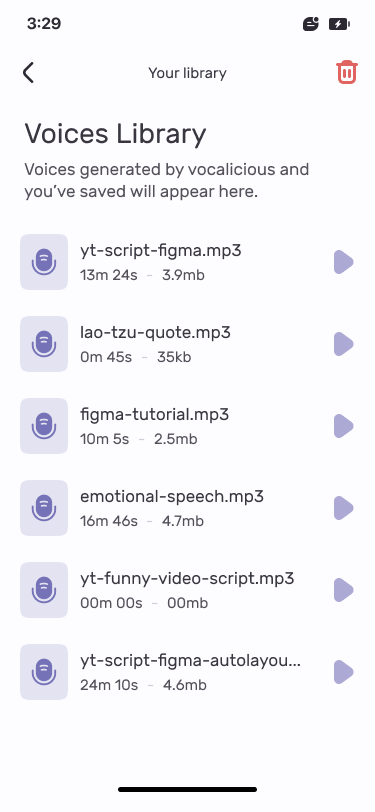 3:29
Your library
Voices Library
Voices generated by vocalicious and
you've saved will appear here.
yt-script-figma.mp3
13m 24s - 3.9mb
lao-tzu-quote.mp3
0m 45s - 35kb
figma-tutorial.mp3
10m 5s - 2.5mb
emotional-speech.mp3
16m 46s - 4.7mb
yt-funny-video-script.mp3
00m 00s - 00mb
yt-script-figma-autolayou...
24m 10s - 4.6mb